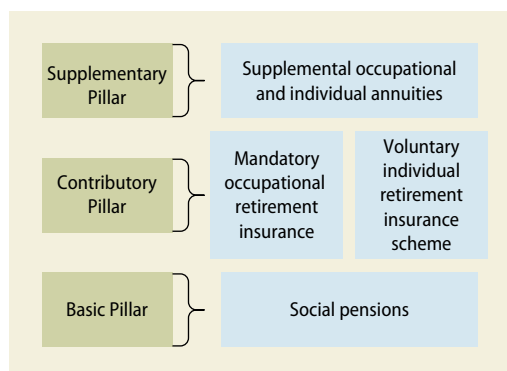 Supplementary
Pillar
Supplemental occupational
and individual annuities
Contributory
Pillar
Mandatory
occupational
retirement
insurance
Voluntary
individual
retirement
insurance
scheme
Basic Pillar
Social pensions